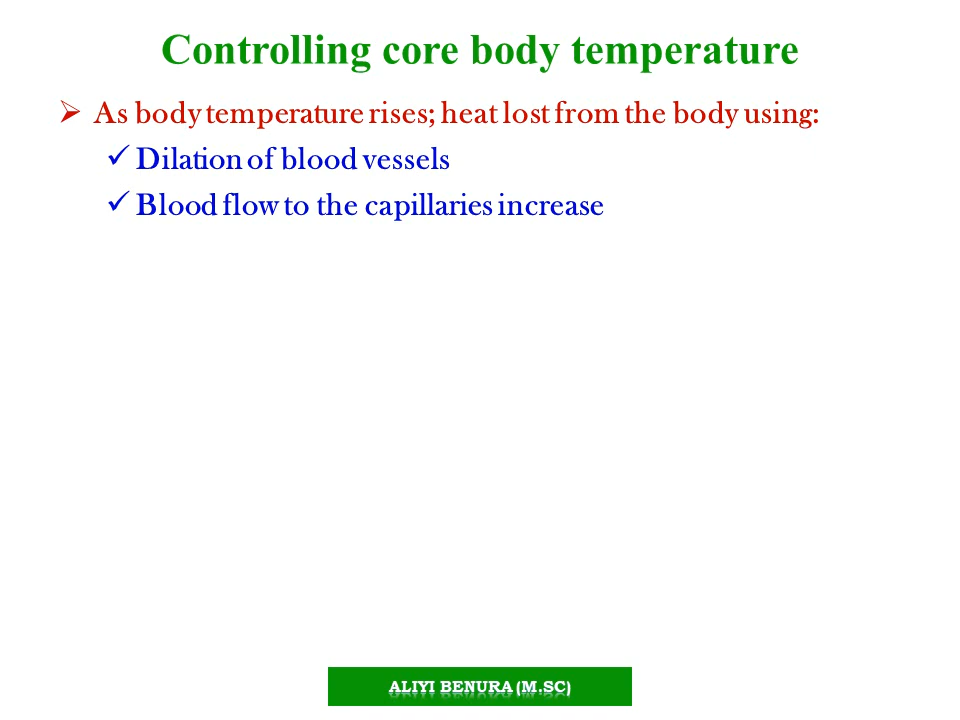 Controlling core body temperature
➢ As body temperature rises; heat lost from the body using:
✓ Dilation of blood vessels
✓ Blood flow to the capillaries increase
ALIYI BENURA (M.SC)